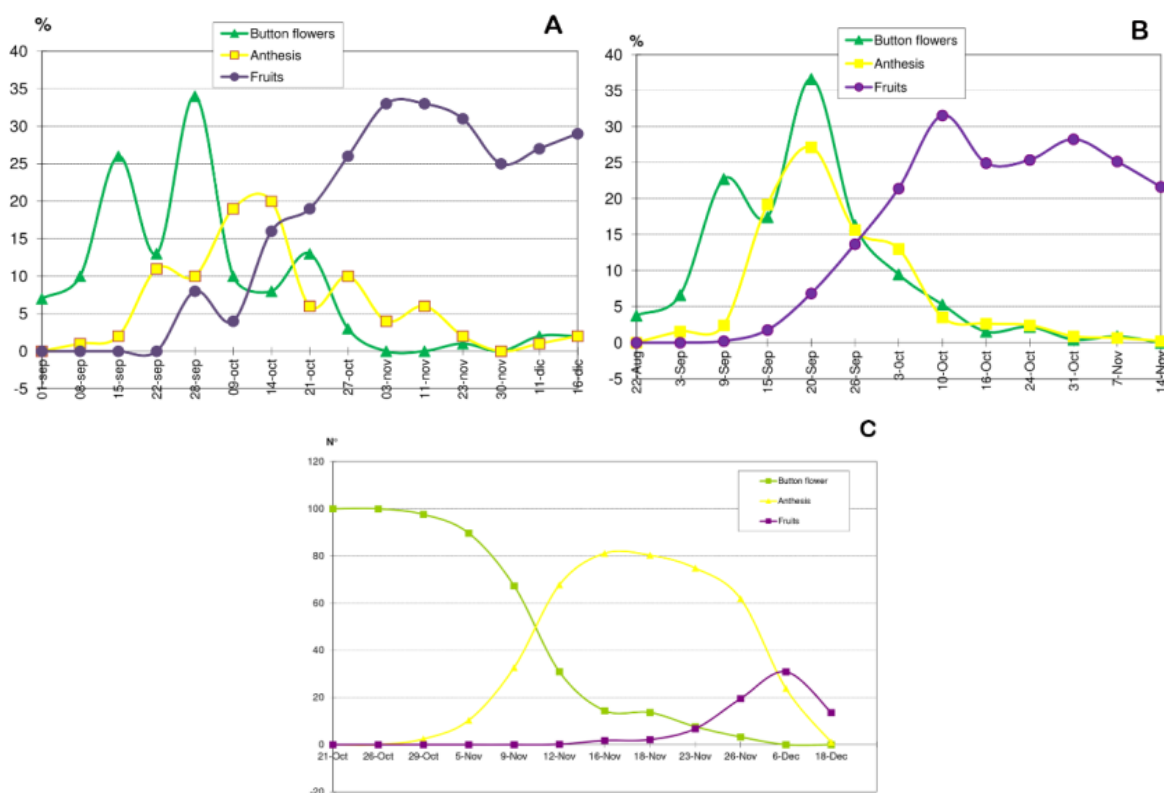 A
%
Button flowers
Anthesis
Fruits
40
35
30
25
20
15
10
5
0
-5
01-sep
08-sep
15-sep
22-sep
28-sep
09-oct
14-oct
21-oct
27-oct
03-nov
11-nov
23-nov
30-nov
11-dic
16-dic
B
%
Button flowers
Anthesis
Fruits
40
35
30
25
20
15
10
5
0
-5
22-Aug
3-Sep
9-Sep
15-Sep
20-Sep
26-Sep
3-Oct
10-Oct
16-Oct
24-Oct
31-Oct
7-Nov
14-Nov
C
N°
Button flower
Anthesis
Fruits
120
100
80
60
40
20
0
-20
21-Oct
26-Oct
29-Oct
5-Nov
9-Nov
12-Nov
16-Nov
18-Nov
23-Nov
26-Nov
6-Dec
18-Dec